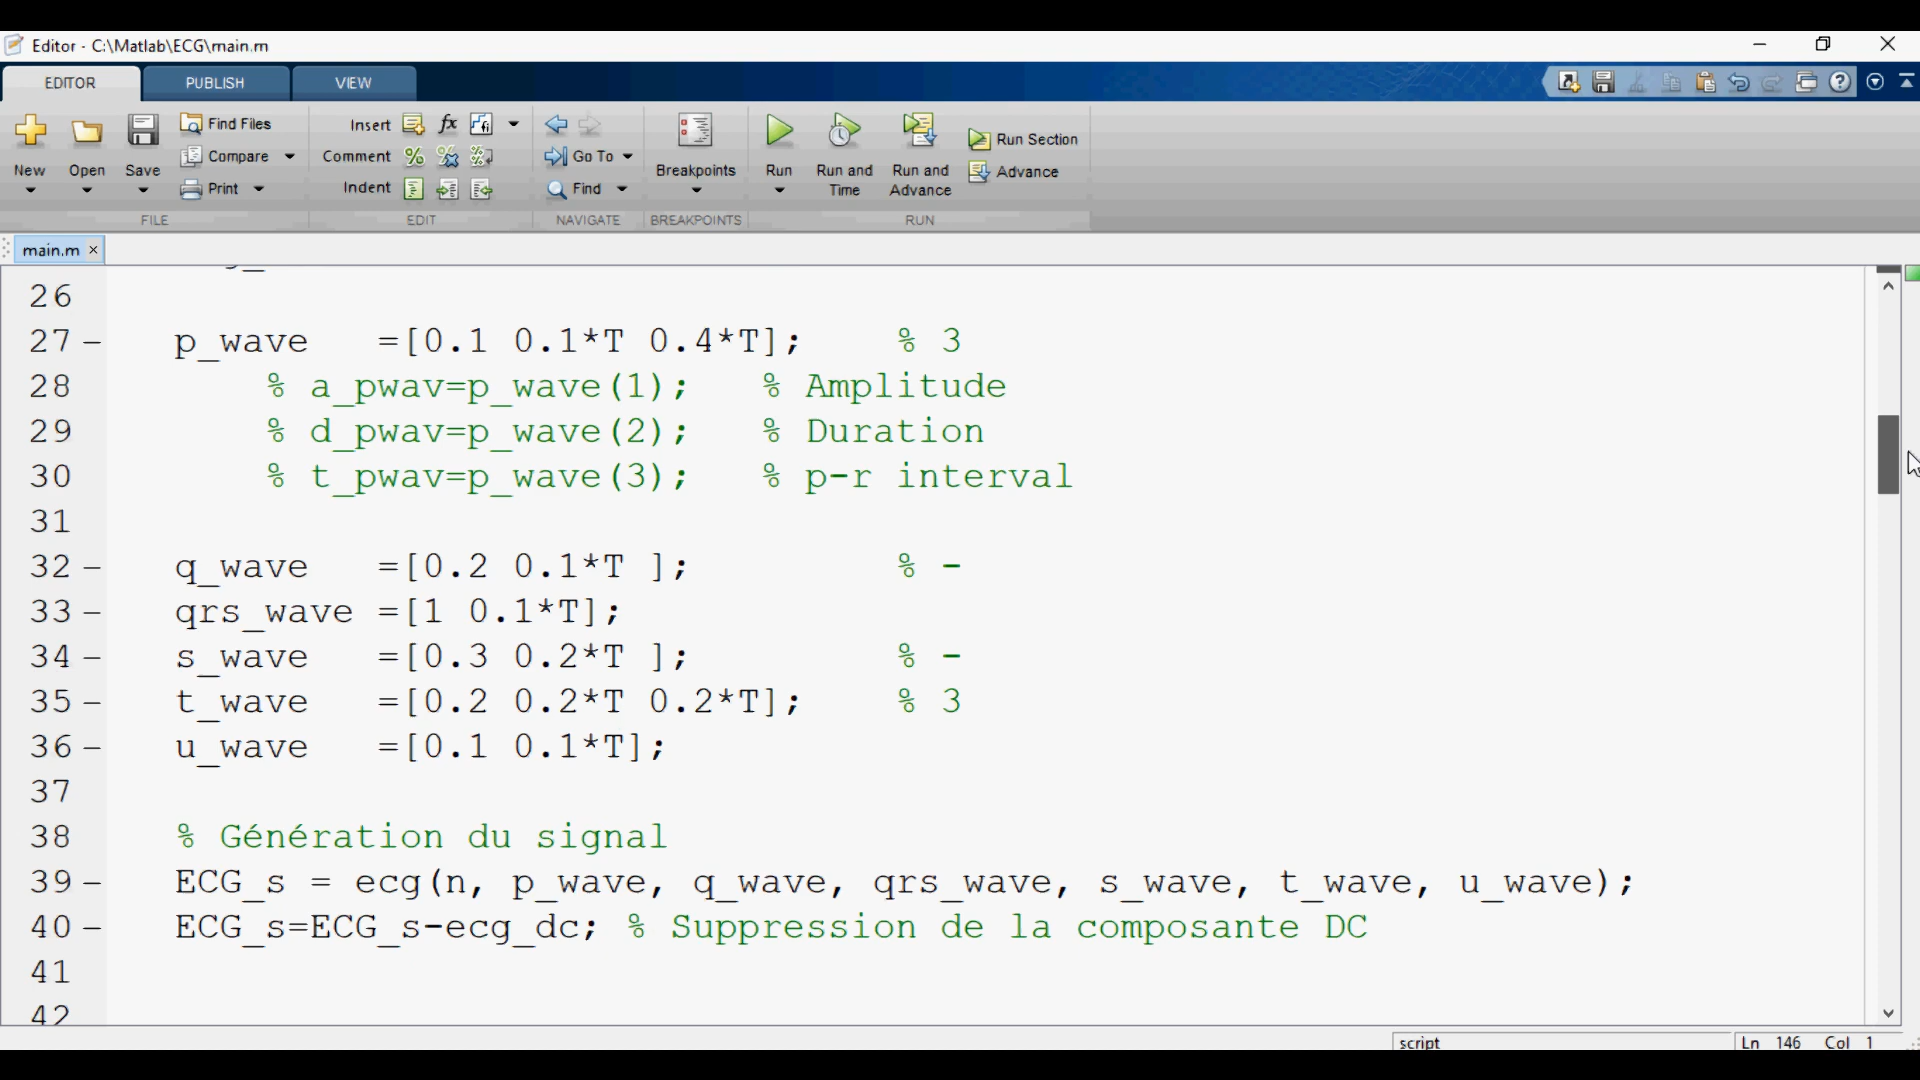 Editor - C:\Matlab\ECG\main.m
EDITOR PUBLISH VIEW
New Open Save Find Files Compare Print
FILE
Insert fx fi
Comment
Indent
EDIT
Go To
Find
NAVIGATE
Breakpoints
BREAKPOINTS
Run Run and Time Run and Advance Run Section Advance
RUN
main.m
26
27 - p_wave =[0.1 0.1*T 0.4*T]; % 3
28 % a_pwav=p_wave(1); % Amplitude
29 % d_pwav=p_wave(2); % Duration
30 % t_pwav=p_wave(3); % p-r interval
31
32 - q_wave =[0.2 0.1*T ]; % -
33 - qrs_wave =[1 0.1*T];
34 - s_wave =[0.3 0.2*T ]; % -
35 - t_wave =[0.2 0.2*T 0.2*T]; % 3
36 - u_wave =[0.1 0.1*T];
37
38 % Génération du signal
39 - ECG_s = ecg(n, p_wave, q_wave, qrs_wave, s_wave, t_wave, u_wave);
40 - ECG_s=ECG_s-ecg_dc; % Suppression de la composante DC
41
42
script Ln 146 Col 1